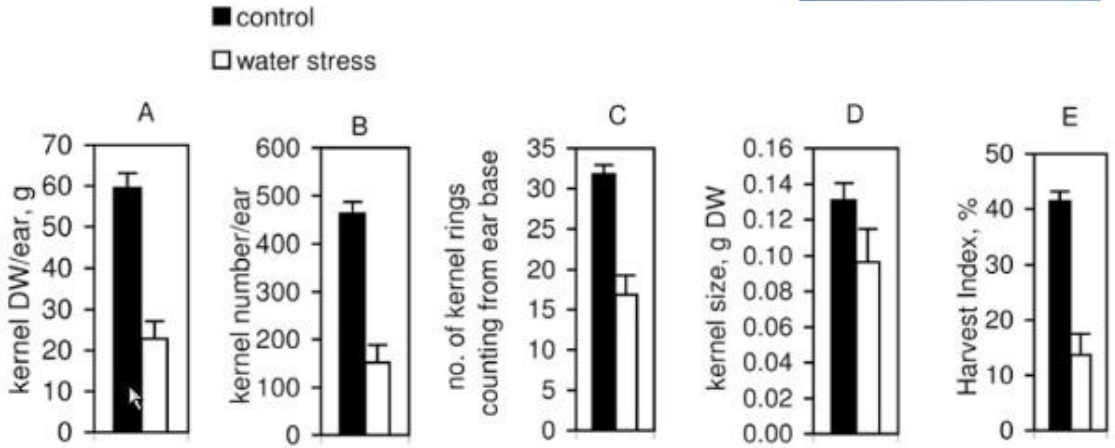 control
water stress
A
kernel DW/ear, g
70
60
50
40
30
20
10
0
B
kernel number/ear
600
500
400
300
200
100
0
C
no. of kernel rings
counting from ear base
35
30
25
20
15
10
5
0
D
kernel size, g DW
0.16
0.14
0.12
0.10
0.08
0.06
0.04
0.02
0.00
E
Harvest Index, %
50
40
30
20
10
0